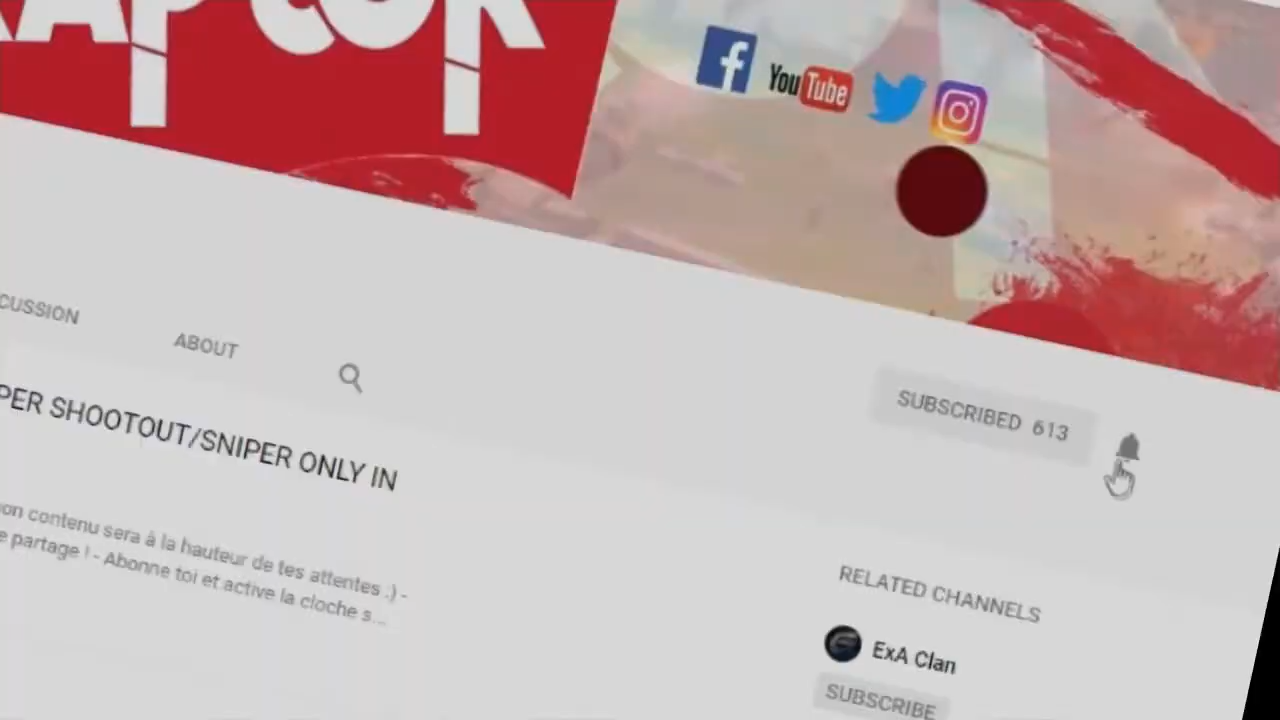 You Tube
CUSSION
ABOUT
SUBSCRIBED 613
PER SHOOTOUT/SNIPER ONLY IN
on contenu sera à la hauteur de tes attentes :) -
e partage ! - Abonne toi et active la cloche s...
RELATED CHANNELS
ExA Clan
SUBSCRIBE